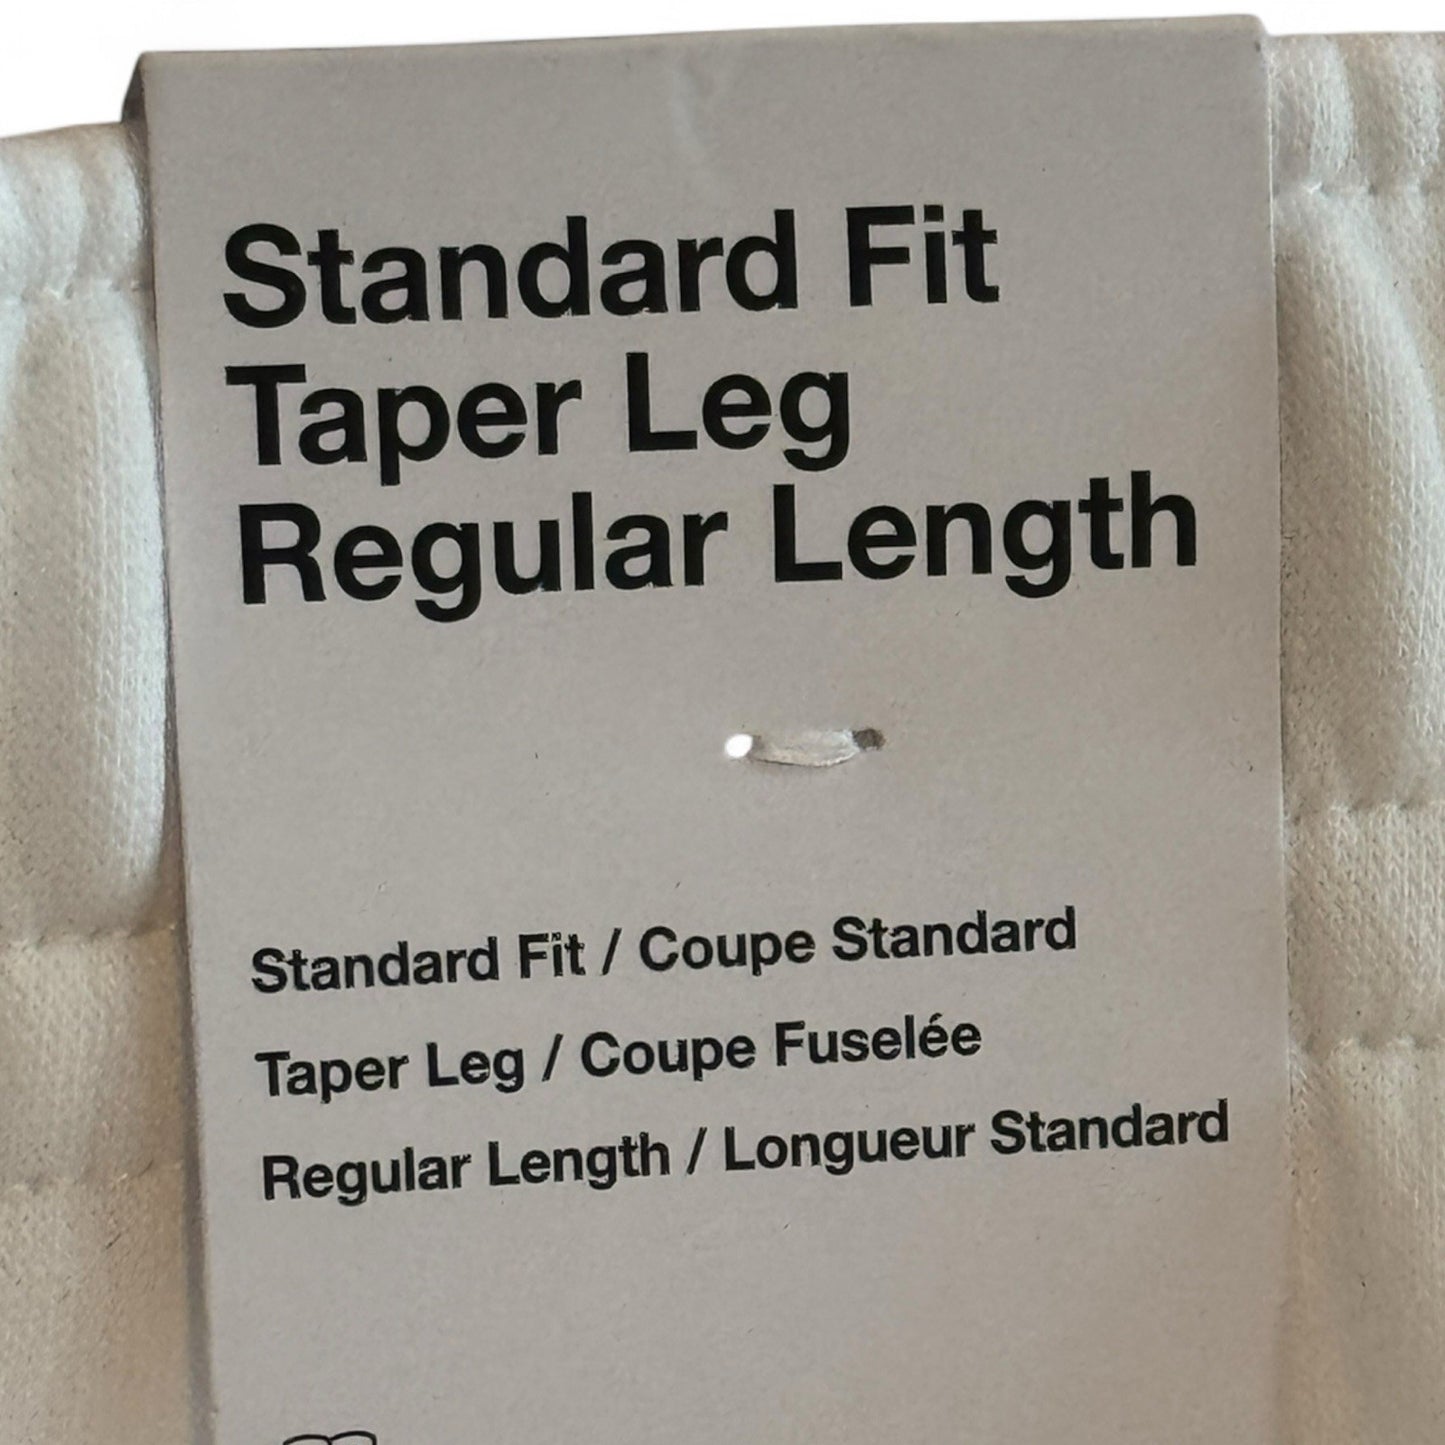 Standard Fit
Taper Leg
Regular Length
Standard Fit / Coupe Standard
Taper Leg / Coupe Fuselée
Regular Length / Longueur Standard